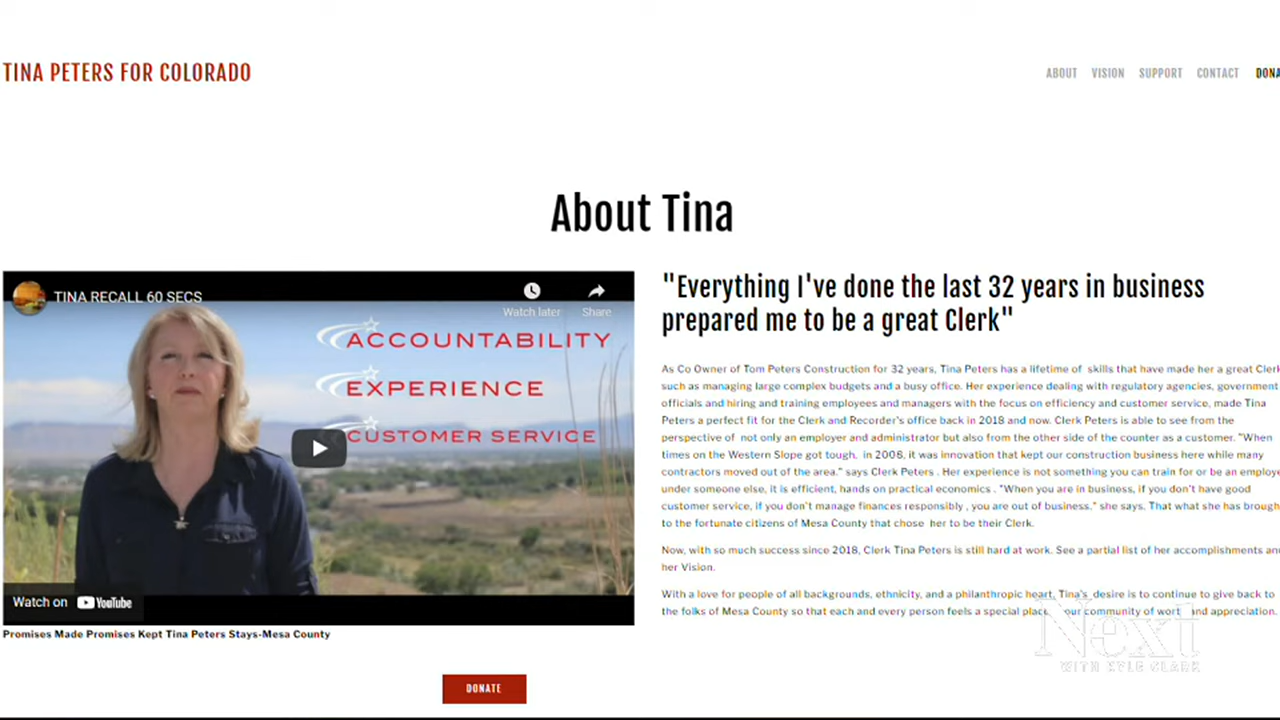 TINA PETERS FOR COLORADO
ABOUT VISION SUPPORT CONTACT
About Tina
TINA RECALL 60 SECS
Watch later
Share
ACCOUNTABILITY
EXPERIENCE
CUSTOMER SERVICE
Watch on YouTube
Promises Made Promises Kept Tina Peters Stays-Mesa County
DONATE
"Everything I've done the last 32 years in business
prepared me to be a great Clerk"
As Co Owner of Tom Peters Construction for 32 years, Tina Peters has a lifetime of skills that have made her a great Clerk
such as managing large complex budgets and a busy office. Her experience dealing with regulatory agencies, government
officials and hiring and training employees and managers with the focus on efficiency and customer service, made Tina
Peters a perfect fit for the Clerk and Recorder's office back in 2018 and now. Clerk Peters is able to see from the
perspective of not only an employer and administrator but also from the other side of the counter as a customer. "When
times on the Western Slope got tough, in 2008, it was innovation that kept our construction business here while many
contractors moved out of the area." says Clerk Peters . Her experience is not something you can train for or be an
under someone else, it is efficient, hands on practical economics . "When you are in business, if you don't have good
customer service, if you don't manage finances responsibly , you are out of business." she says. That what she has
to the fortunate citizens of Mesa County that chose her to be their Clerk.
Now, with so much success since 2018, Clerk Tina Peters is still hard at work. See a partial list of her accomplishments
her Vision.
With a love for people of all backgrounds, ethnicity, and a philanthropic heart, Tina's desire is to continue to give back to
the folks of Mesa County so that each and every person feels a special place our community of and appreciation.
Next
WITH KYLE CLARK